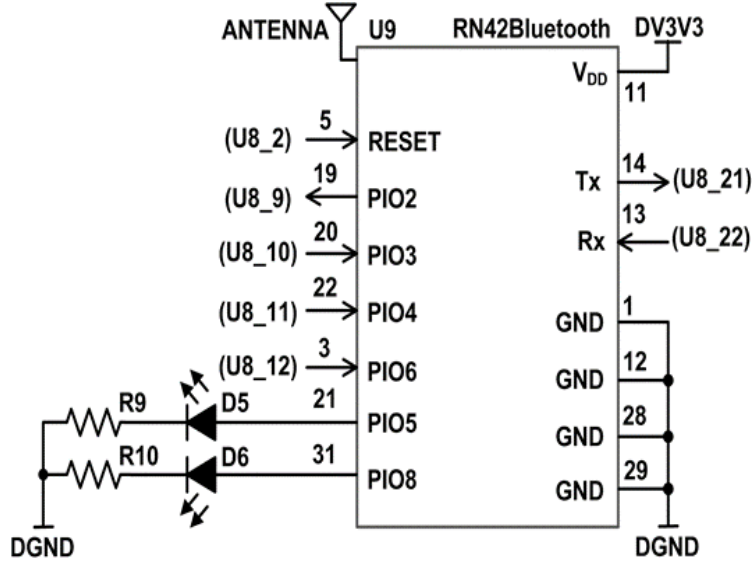 ANTENNA U9 RN42Bluetooth DV3V3
VDD
11
(U8_2) 5 RESET
14
Tx (U8_21)
19
(U8_9) PIO2
13
Rx (U8_22)
20
(U8_10) PIO3
22
(U8_11) PIO4
1
GND
3
(U8_12) PIO6
12
GND
R9 D5 21 PIO5
28
GND
R10 D6 31 PIO8
29
GND
DGND DGND